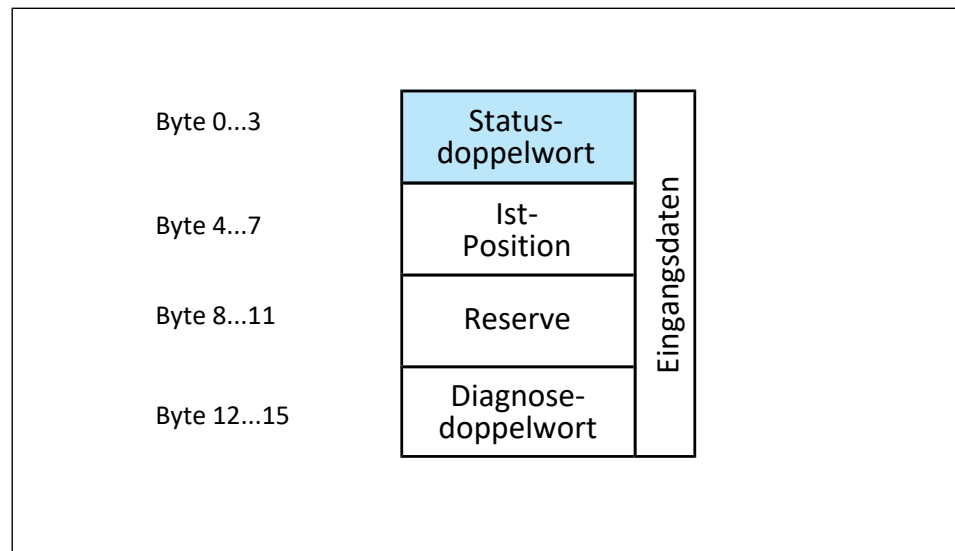 Byte 0...3
Status-
doppelwort
Byte 4...7
Ist-
Position
Byte 8...11
Reserve
Byte 12...15
Diagnose-
doppelwort
Eingangsdaten